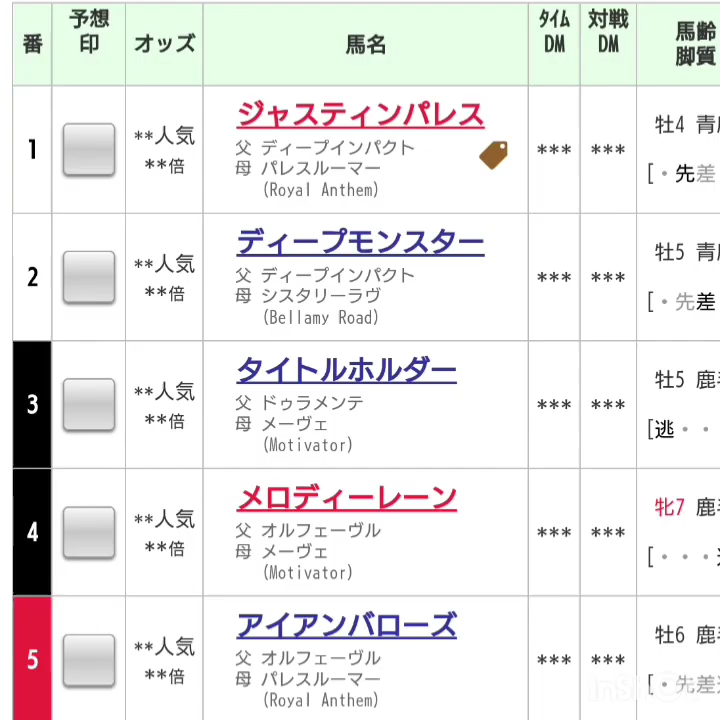 番 予想印 オッズ 馬名 タイムDM 対戦DM 馬齢脚質
1 **人気 ジャスティンパレス *** *** 牡4 青
**倍 父 ディープインパクト
母 パレスルーマー [・先差
(Royal Anthem)
2 **人気 ディープモンスター *** *** 牡5 青
**倍 父 ディープインパクト
母 シスタリーラヴ [・先差
(Bellamy Road)
3 **人気 タイトルホルダー *** *** 牡5 鹿
**倍 父 ドゥラメンテ
母 メーヴェ [逃・・
(Motivator)
4 **人気 メロディーレーン *** *** 牝7 鹿
**倍 父 オルフェーヴル
母 メーヴェ [・・・
(Motivator)
5 **人気 アイアンバローズ *** *** 牡6 鹿
**倍 父 オルフェーヴル
母 パレスルーマー [・先差
(Royal Anthem)